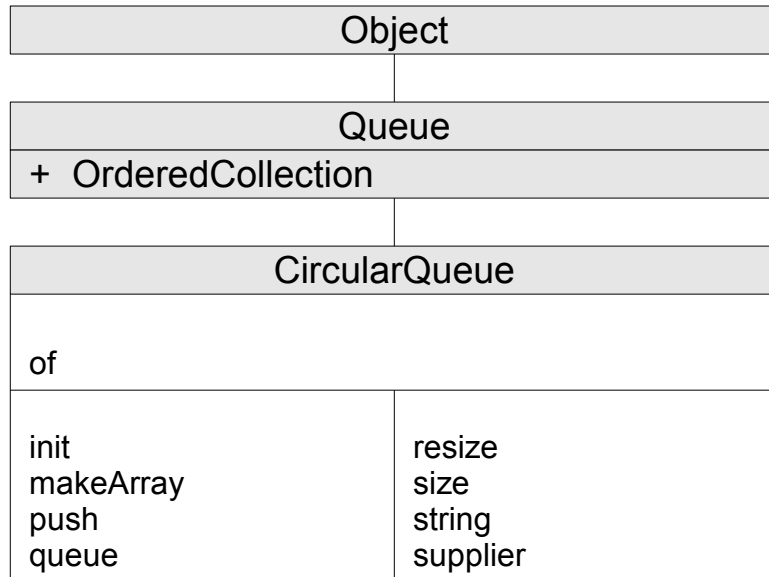 Object
Queue
+ OrderedCollection
CircularQueue
of
init
makeArray
push
queue
resize
size
string
supplier